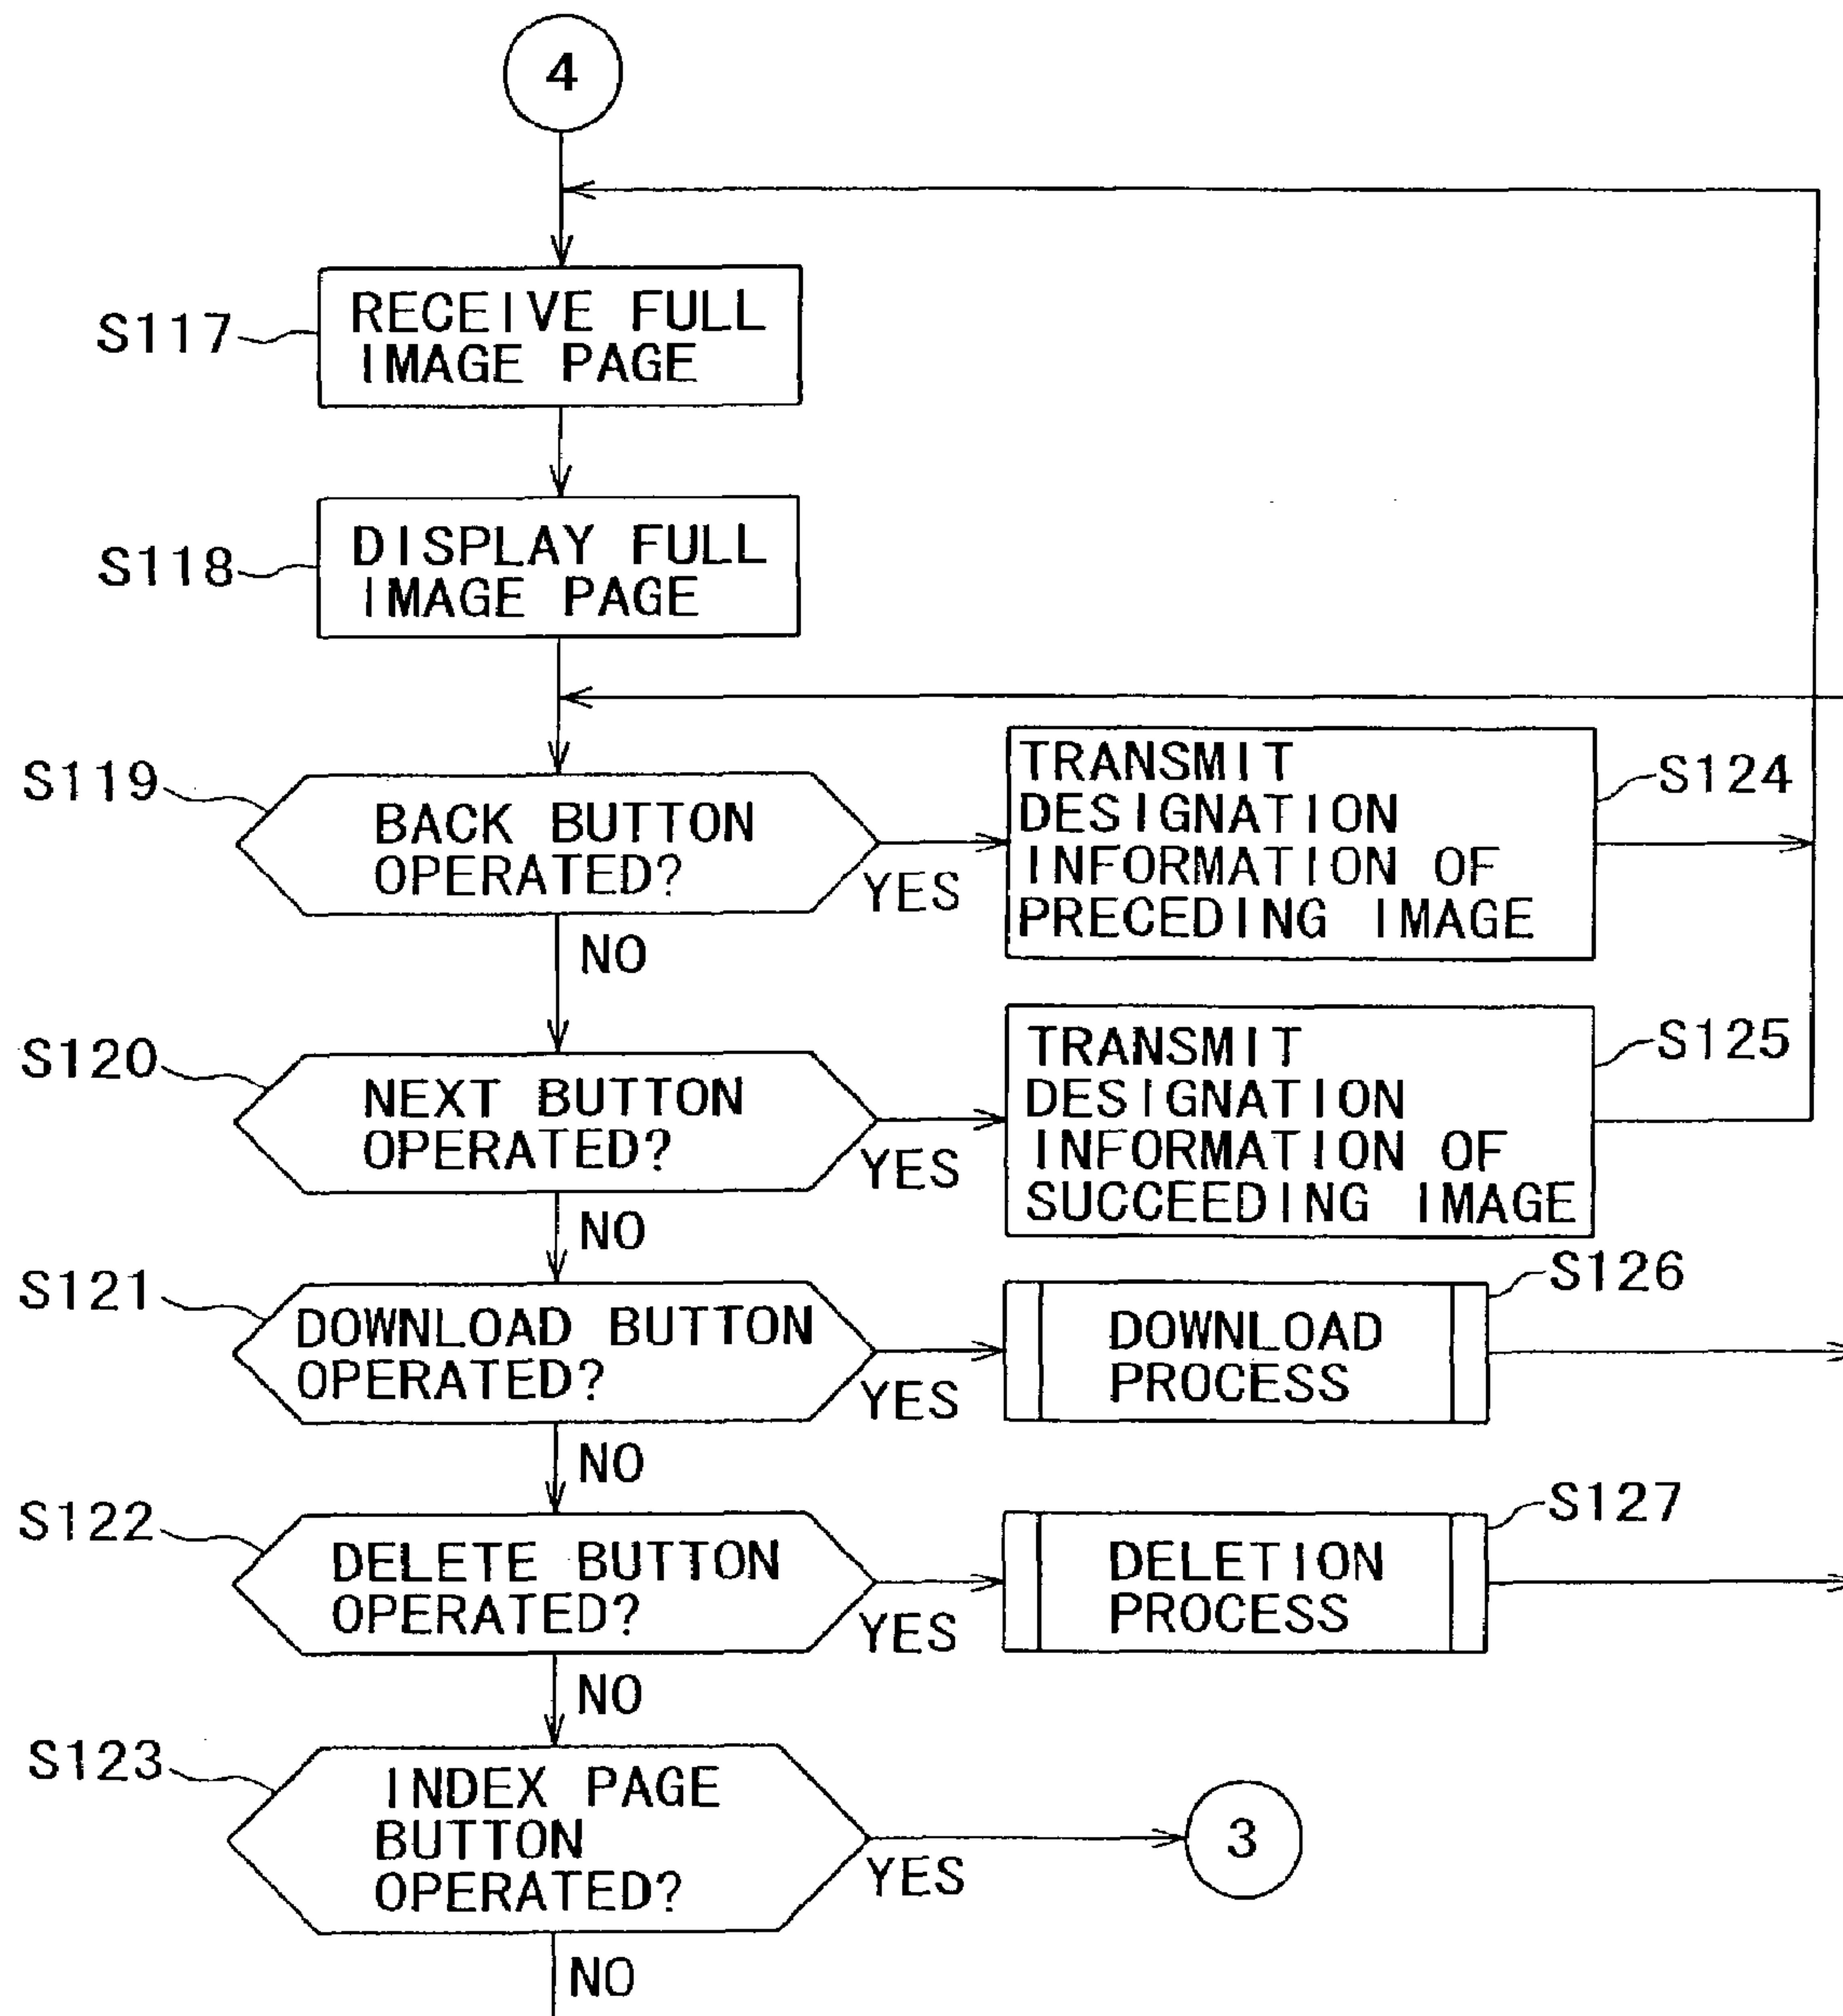 4
S117
RECEIVE FULL
IMAGE PAGE
S118
DISPLAY FULL
IMAGE PAGE
S119
BACK BUTTON
OPERATED?
YES
NO
TRANSMIT
DESIGNATION
INFORMATION OF
PRECEDING IMAGE
S124
S120
NEXT BUTTON
OPERATED?
YES
NO
TRANSMIT
DESIGNATION
INFORMATION OF
SUCCEEDING IMAGE
S125
S121
DOWNLOAD BUTTON
OPERATED?
YES
NO
DOWNLOAD
PROCESS
S126
S122
DELETE BUTTON
OPERATED?
YES
NO
DELETION
PROCESS
S127
S123
INDEX PAGE
BUTTON
OPERATED?
YES
NO
3